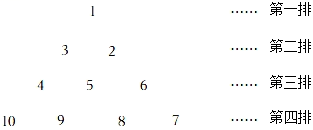 1 …… 第一排
3 2 …… 第二排
4 5 6 …… 第三排
10 9 8 7 …… 第四排